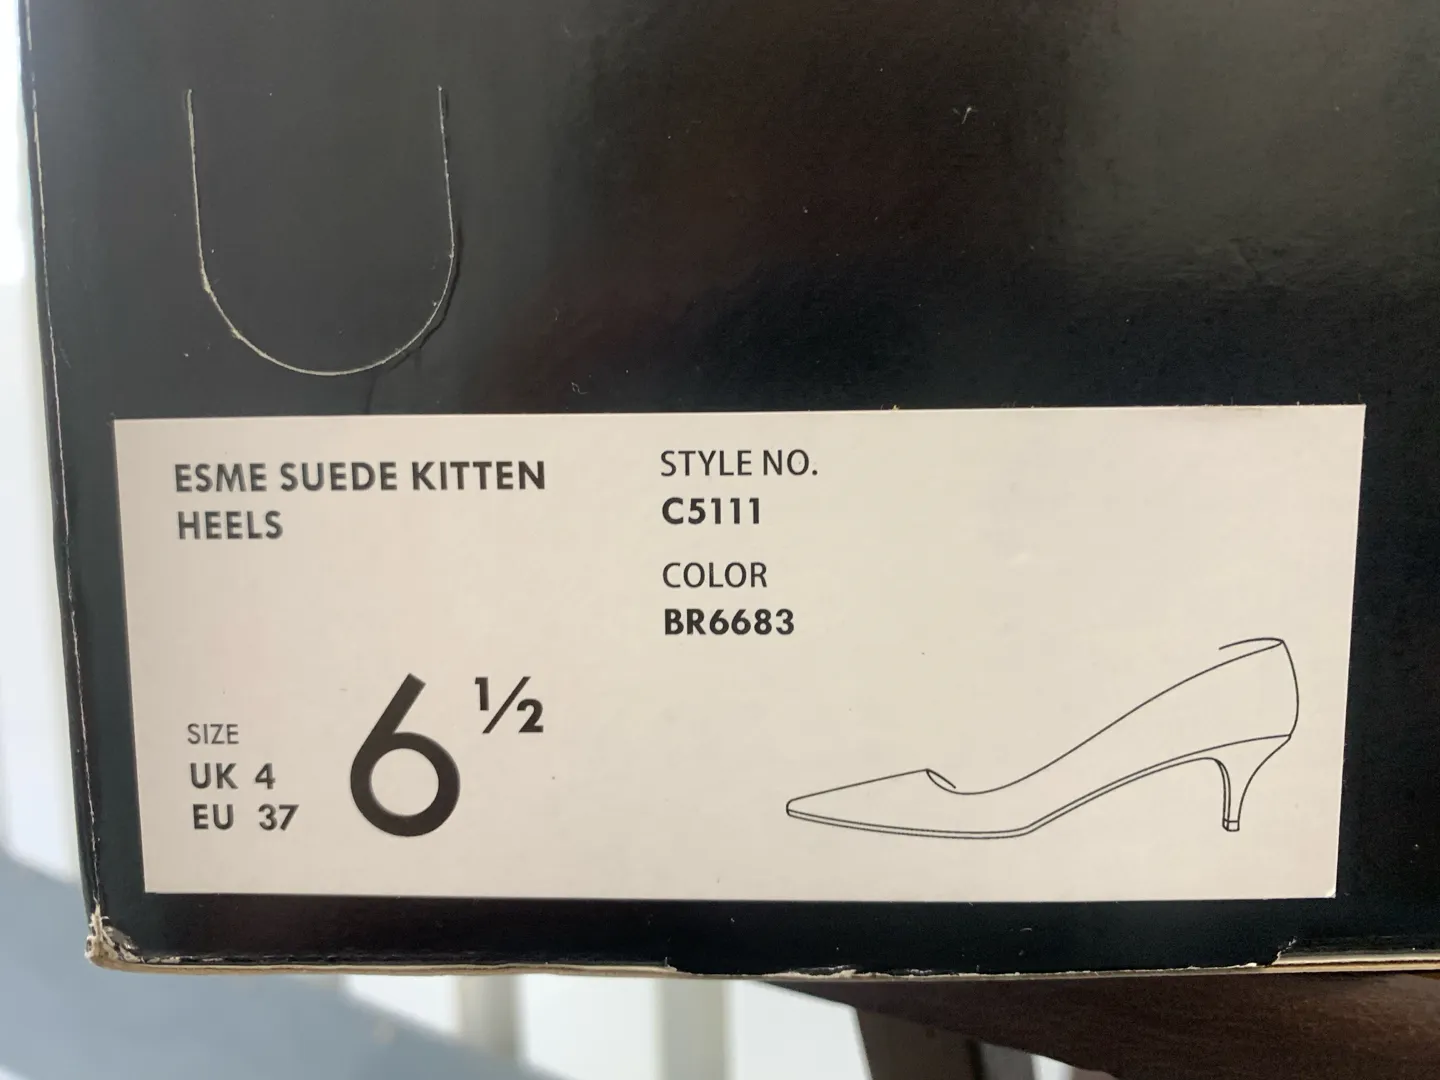 ESME SUEDE KITTEN
HEELS
STYLE NO.
C5111
COLOR
BR6683
SIZE
UK 4
EU 37
6 ½